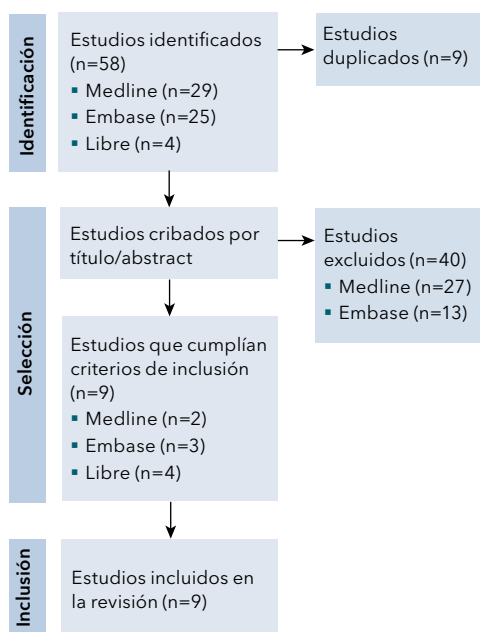 Identificación
Estudios identificados
(n=58)
▪ Medline (n=29)
▪ Embase (n=25)
▪ Libre (n=4)
Estudios
duplicados (n=9)
Selección
Estudios cribados por
título/abstract
Estudios
excluidos (n=40)
▪ Medline (n=27)
▪ Embase (n=13)
Estudios que cumplían
criterios de inclusión
(n=9)
▪ Medline (n=2)
▪ Embase (n=3)
▪ Libre (n=4)
Inclusión
Estudios incluidos en
la revisión (n=9)